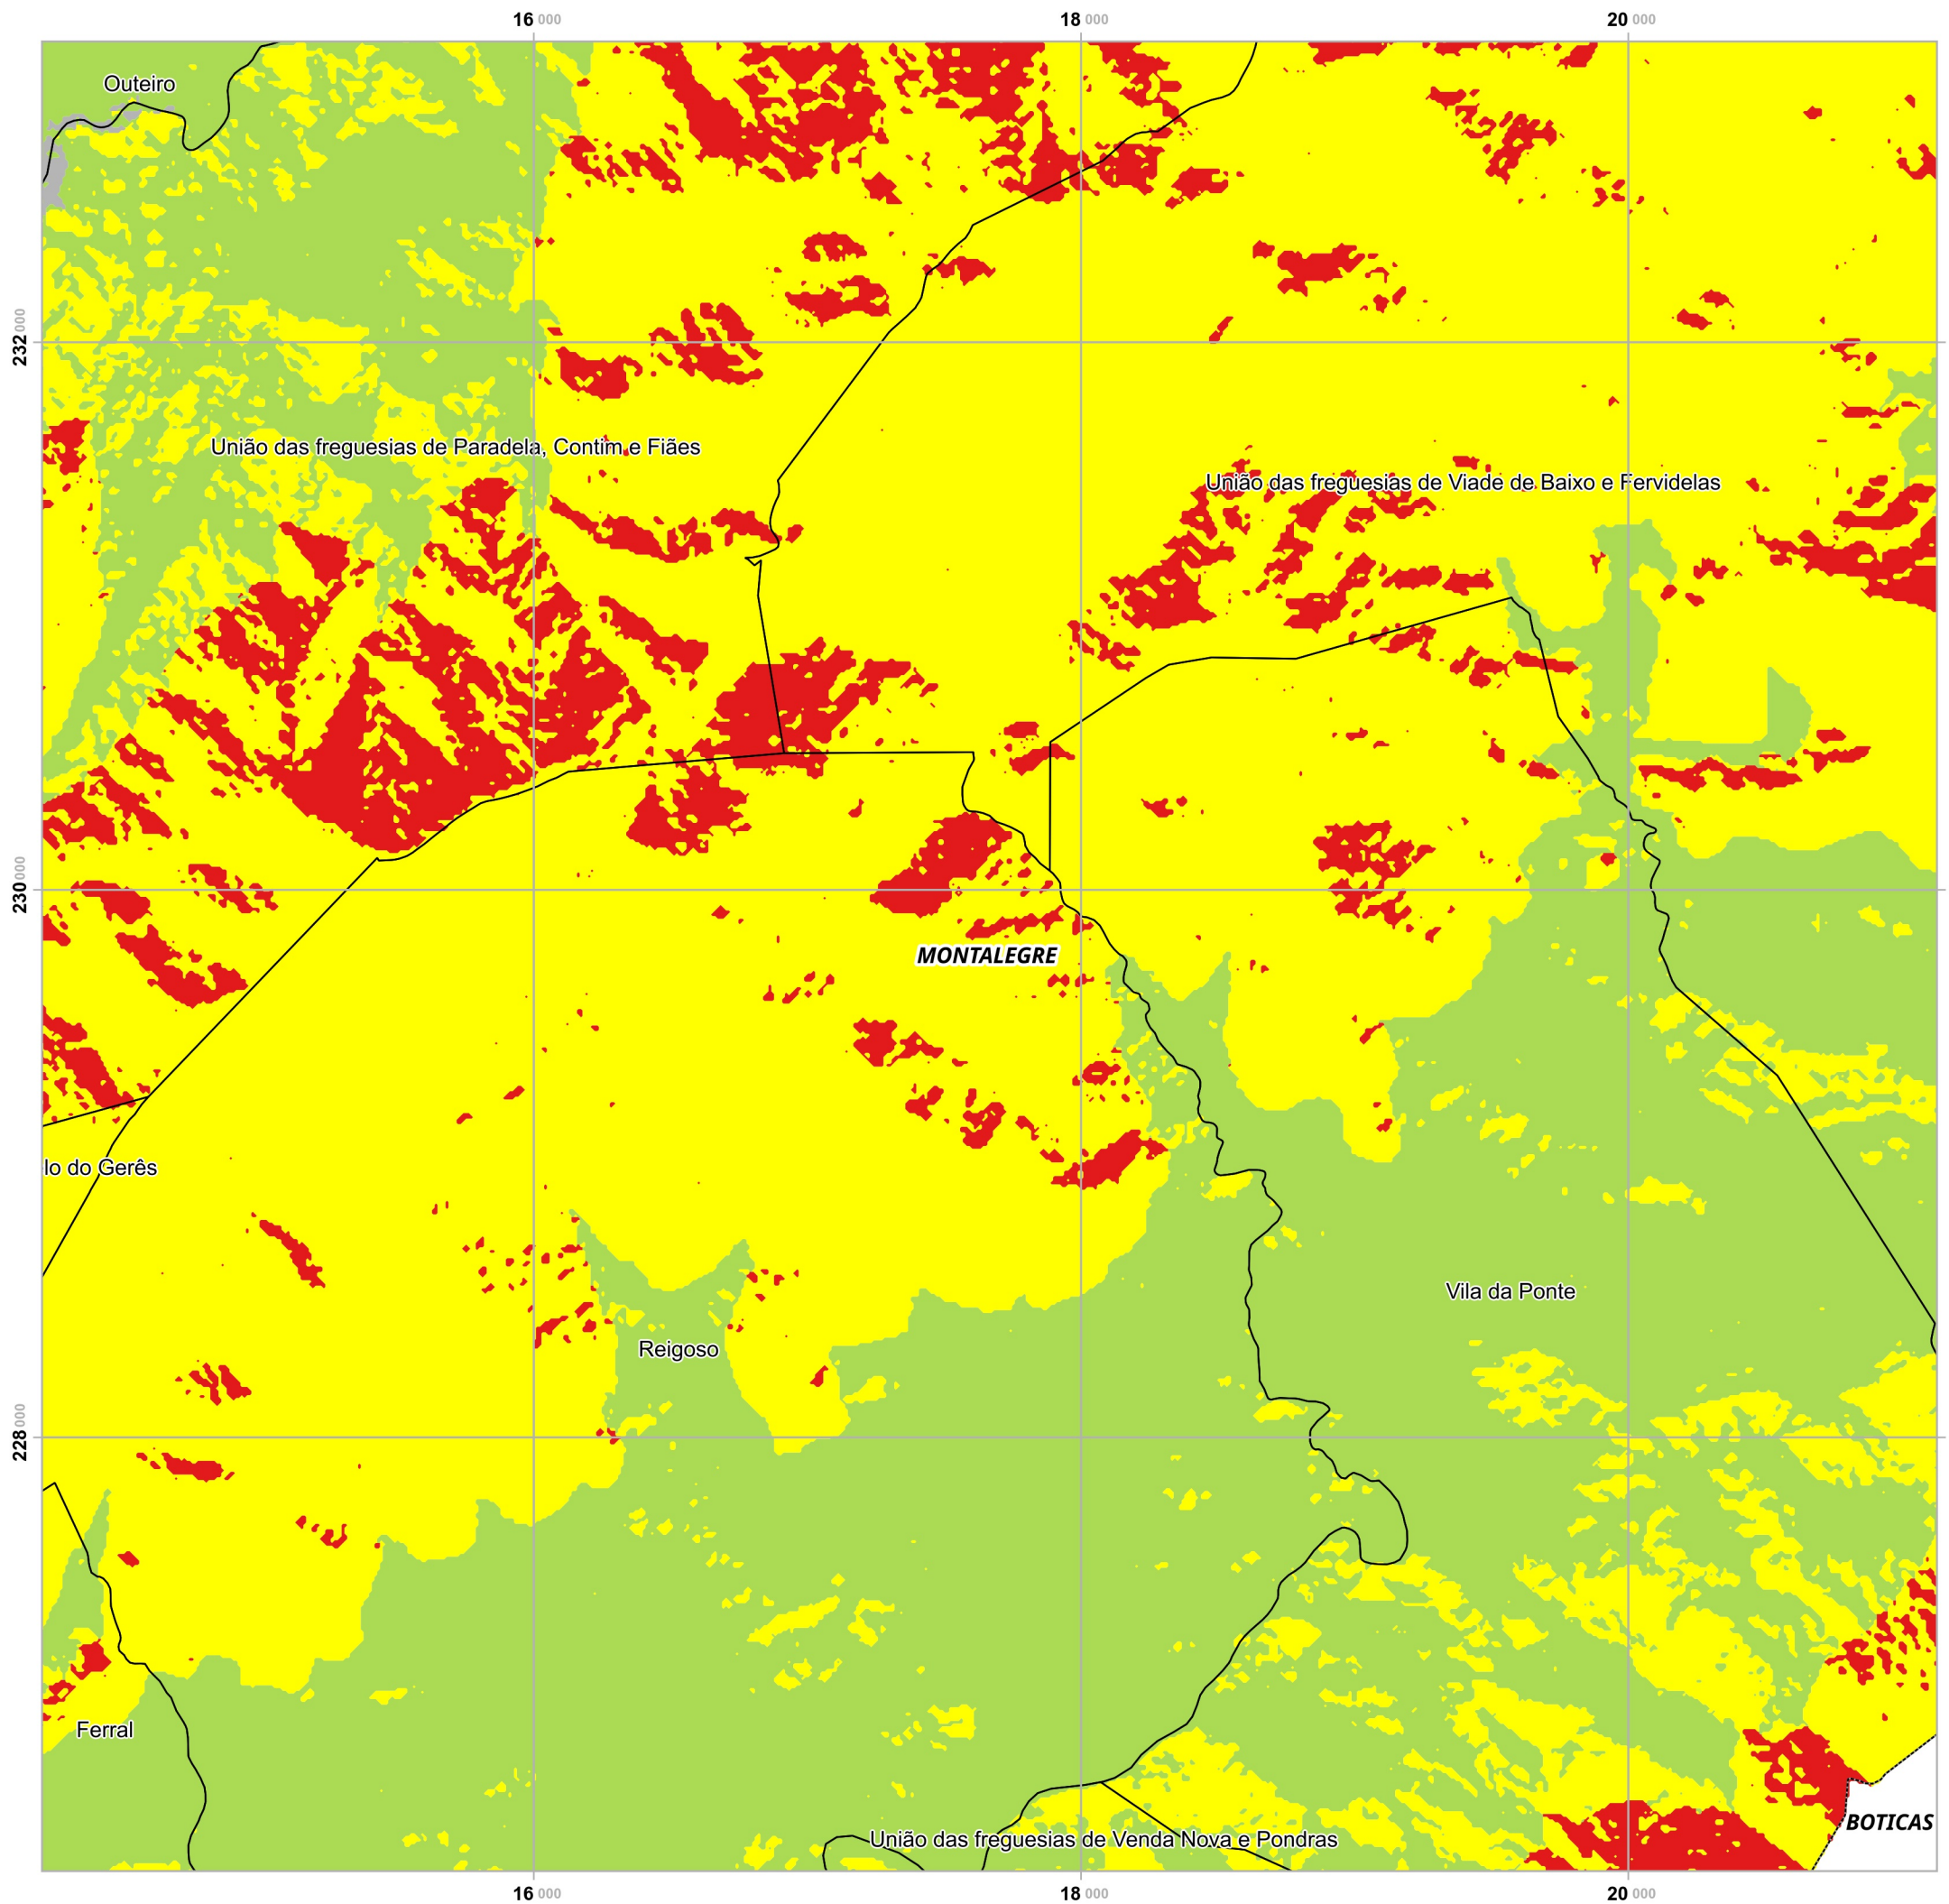 16 000 18 000 20 000
Outeiro
232 000
União das freguesias de Paradela, Contim e Fiães
União das freguesias de Viade de Baixo e Fervidelas
230 000
MONTALEGRE
lo do Gerês
Vila da Ponte
Reigoso
228 000
Ferral
BOTICAS
União das freguesias de Venda Nova e Pondras
16 000 18 000 20 000